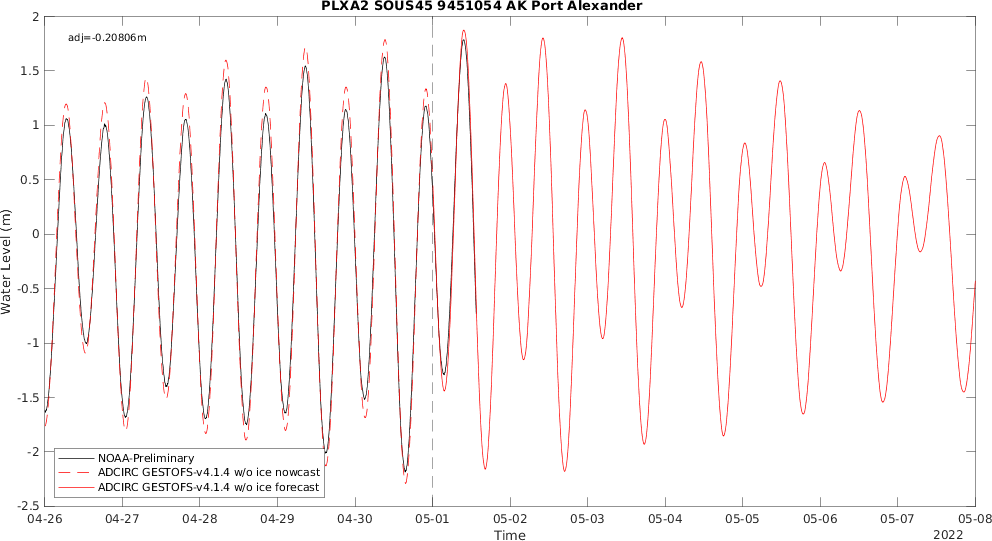 PLXA2 SOUS45 9451054 AK Port Alexander
adj=-0.20806m
2
1.5
1
0.5
0
-0.5
-1
-1.5
-2
-2.5
Water Level (m)
NOAA-Preliminary
ADCIRC GESTOFS-v4.1.4 w/o ice nowcast
ADCIRC GESTOFS-v4.1.4 w/o ice forecast
04-26 04-27 04-28 04-29 04-30 05-01 05-02 05-03 05-04 05-05 05-06 05-07 05-08
Time
2022